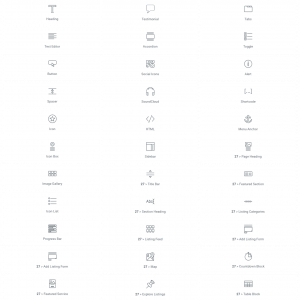 Heading
Testimonial
Tabs
Text Editor
Accordion
Toggle
Button
Social Icons
Alert
Spacer
SoundCloud
Shortcode
Icon
HTML
Menu Anchor
Icon Box
Sidebar
27 > Page Heading
Image Gallery
27 > Title Bar
27 > Featured Section
Icon List
Abc
27 > Section Heading
27 > Listing Categories
Progress Bar
27 > Listing Feed
27 > Add Listing Form
27 > Add Listing Form
27 > Map
27 > Countdown Block
27 > Featured Service
27 > Explore Listings
27 > Table Block